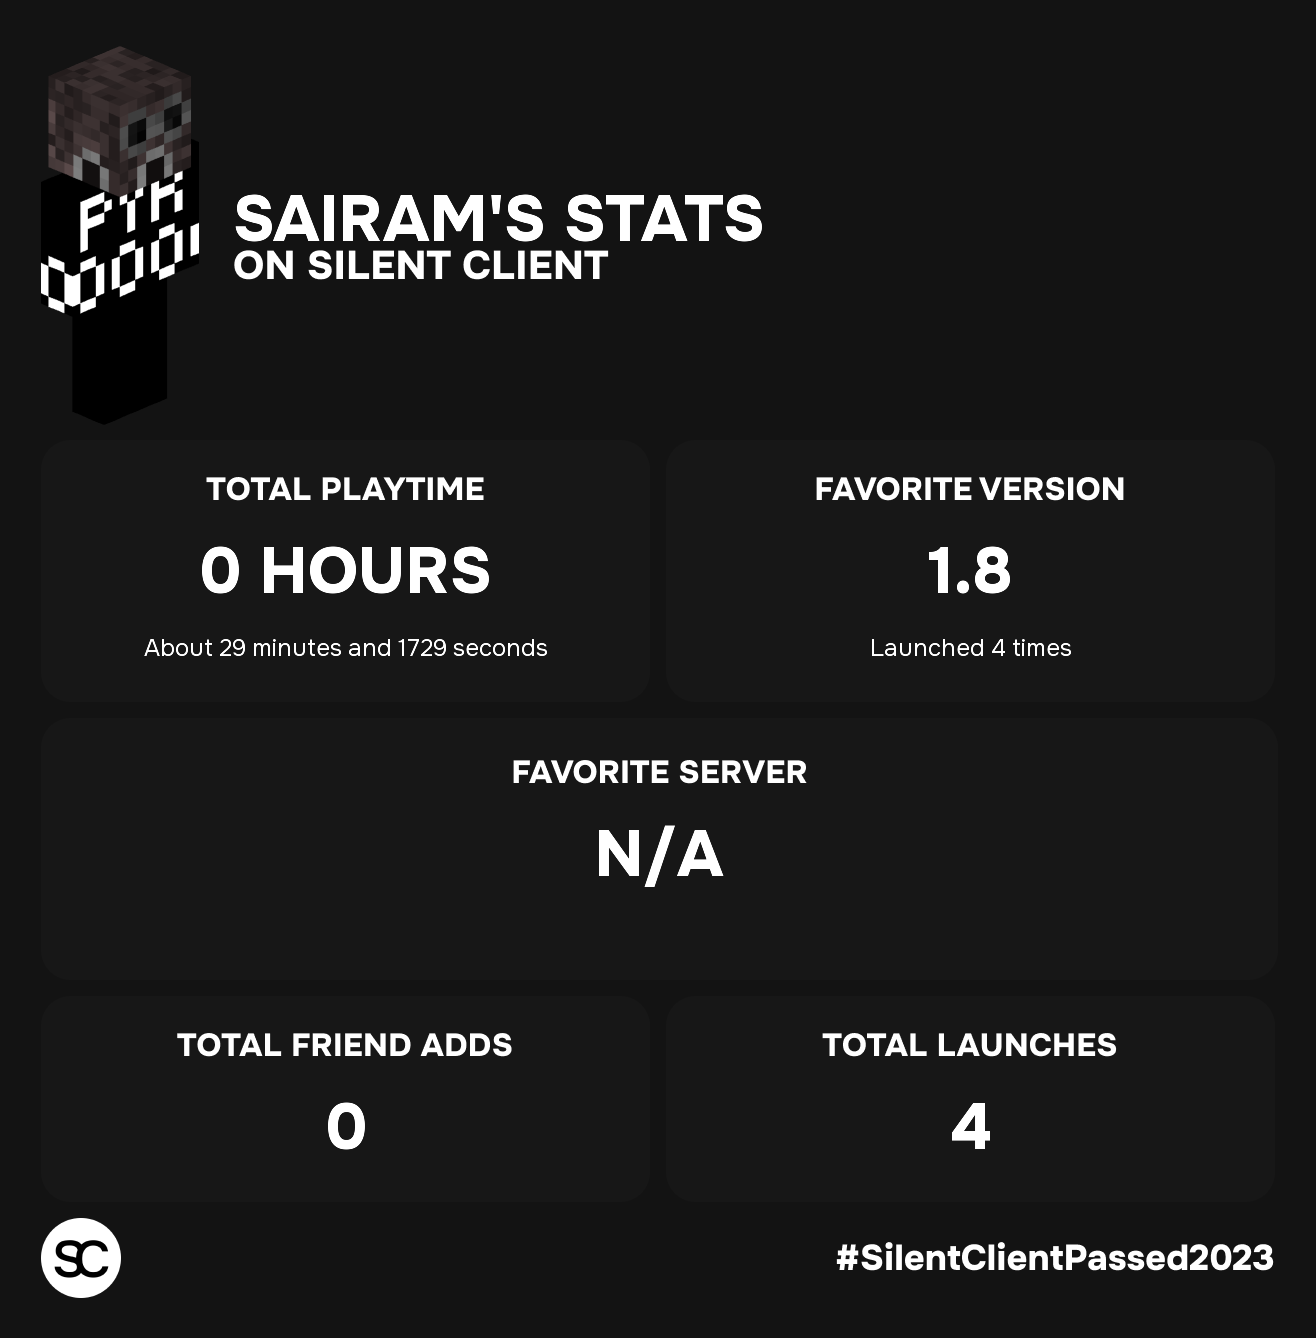 SAIRAM'S STATS
ON SILENT CLIENT
TOTAL PLAYTIME
0 HOURS
About 29 minutes and 1729 seconds
FAVORITE VERSION
1.8
Launched 4 times
FAVORITE SERVER
N/A
TOTAL FRIEND ADDS
0
TOTAL LAUNCHES
4
SC
#SilentClientPassed2023